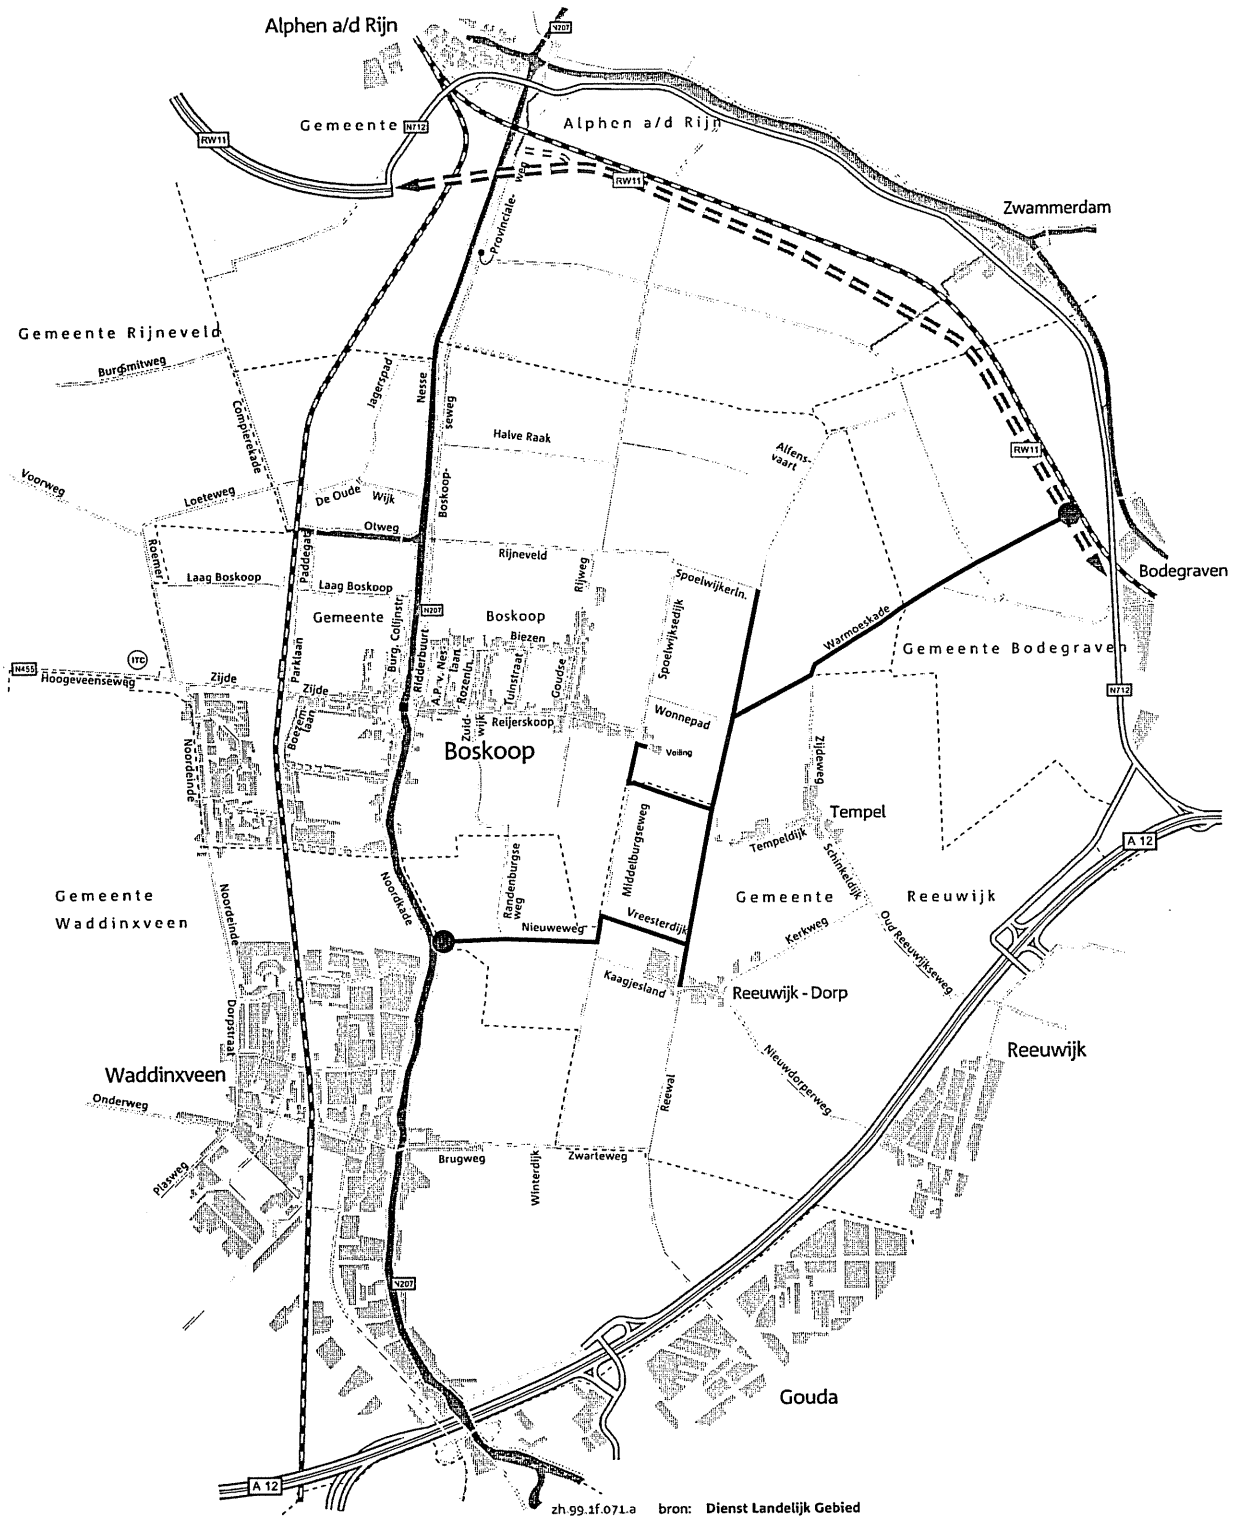 N207
Alphen a/d Rijn
Gemeente
N712
Alphen a/d Rijn
RW11
RW11
Provinciale-
weg
Zwammerdam
Gemeente Rijneveld
BurgSmitweg
Jagerspad
Nesse
seweg
Compierekade
Halve Raak
Alfens-
vaart
RW11
Voorweg
Loeteweg
De Oude
Wijk
Boskoop-
Otweg
Roemer
Paddegat
Rijneveld
Rijweg
Bodegraven
Laag Boskoop
Laag Boskoop
Spoelwijkerln.
Gemeente
Boskoop
N207
Burg. Colijnstr.
Ridderbuurt
Biezen
Spoelwijksedijk
Warmoeskade
Gemeente Bodegraven
ITC
N455
Hoogeveenseweg
Zijde
Parklaan
Zijde
A.P. v. Nes-
laan
Rozenln.
Tuinstraat
Goudse
N712
Boezem-
laan
Zuid-
wijk
Reijerskoop
Wonnepad
Boskoop
Veiling
Noordeinde
Zijdeweg
Tempel
Middelburgseweg
Tempeldijk
Schinkeldijk
A 12
Noordkade
Randenburgse
weg
Gemeente
Waddinxveen
Noordeinde
Gemeente
Reeuwijk
Vreesterdijk
Nieuweweg
Kerkweg
Oud Reeuwijkseweg
Kaagjesland
Reeuwijk - Dorp
Dorpstraat
Reeuwijk
Waddinxveen
Nieuwdorperweg
Reewal
Onderweg
Brugweg
Winterdijk
Zwarteweg
Plasweg
N207
Gouda
A 12
zh.99.1f.071.a bron: Dienst Landelijk Gebied